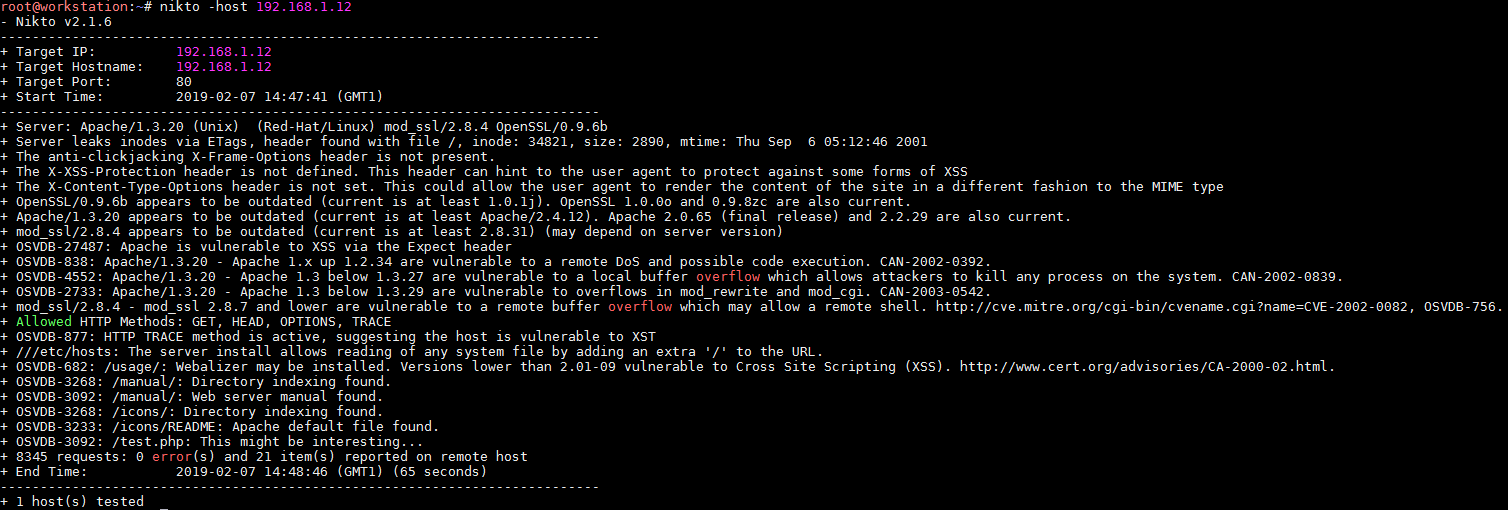 root@workstation:~# nikto -host 192.168.1.12
- Nikto v2.1.6
---------------------------------------------------------------------------
+ Target IP:          192.168.1.12
+ Target Hostname:    192.168.1.12
+ Target Port:        80
+ Start Time:         2019-02-07 14:47:41 (GMT1)
---------------------------------------------------------------------------
+ Server: Apache/1.3.20 (Unix)  (Red-Hat/Linux) mod_ssl/2.8.4 OpenSSL/0.9.6b
+ Server leaks inodes via ETags, header found with file /, inode: 34821, size: 2890, mtime: Thu Sep  6 05:12:46 2001
+ The anti-clickjacking X-Frame-Options header is not present.
+ The X-XSS-Protection header is not defined. This header can hint to the user agent to protect against some forms of XSS
+ The X-Content-Type-Options header is not set. This could allow the user agent to render the content of the site in a different fashion to the MIME type
+ OpenSSL/0.9.6b appears to be outdated (current is at least 1.0.1j). OpenSSL 1.0.0o and 0.9.8zc are also current.
+ Apache/1.3.20 appears to be outdated (current is at least Apache/2.4.12). Apache 2.0.65 (final release) and 2.2.29 are also current.
+ mod_ssl/2.8.4 appears to be outdated (current is at least 2.8.31) (may depend on server version)
+ OSVDB-27487: Apache is vulnerable to XSS via the Expect header
+ OSVDB-838: Apache/1.3.20 - Apache 1.x up 1.2.34 are vulnerable to a remote DoS and possible code execution. CAN-2002-0392.
+ OSVDB-4552: Apache/1.3.20 - Apache 1.3 below 1.3.27 are vulnerable to a local buffer overflow which allows attackers to kill any process on the system. CAN-2002-0839.
+ OSVDB-2733: Apache/1.3.20 - Apache 1.3 below 1.3.29 are vulnerable to overflows in mod_rewrite and mod_cgi. CAN-2003-0542.
+ mod_ssl/2.8.4 - mod_ssl 2.8.7 and lower are vulnerable to a remote buffer overflow which may allow a remote shell. http://cve.mitre.org/cgi-bin/cvename.cgi?name=CVE-2002-0082, OSVDB-756.
+ Allowed HTTP Methods: GET, HEAD, OPTIONS, TRACE
+ OSVDB-877: HTTP TRACE method is active, suggesting the host is vulnerable to XST
+ ///etc/hosts: The server install allows reading of any system file by adding an extra '/' to the URL.
+ OSVDB-682: /usage/: Webalizer may be installed. Versions lower than 2.01-09 vulnerable to Cross Site Scripting (XSS). http://www.cert.org/advisories/CA-2000-02.html.
+ OSVDB-3268: /manual/: Directory indexing found.
+ OSVDB-3092: /manual/: Web server manual found.
+ OSVDB-3268: /icons/: Directory indexing found.
+ OSVDB-3233: /icons/README: Apache default file found.
+ OSVDB-3092: /test.php: This might be interesting...
+ 8345 requests: 0 error(s) and 21 item(s) reported on remote host
+ End Time:           2019-02-07 14:48:46 (GMT1) (65 seconds)
---------------------------------------------------------------------------
+ 1 host(s) tested